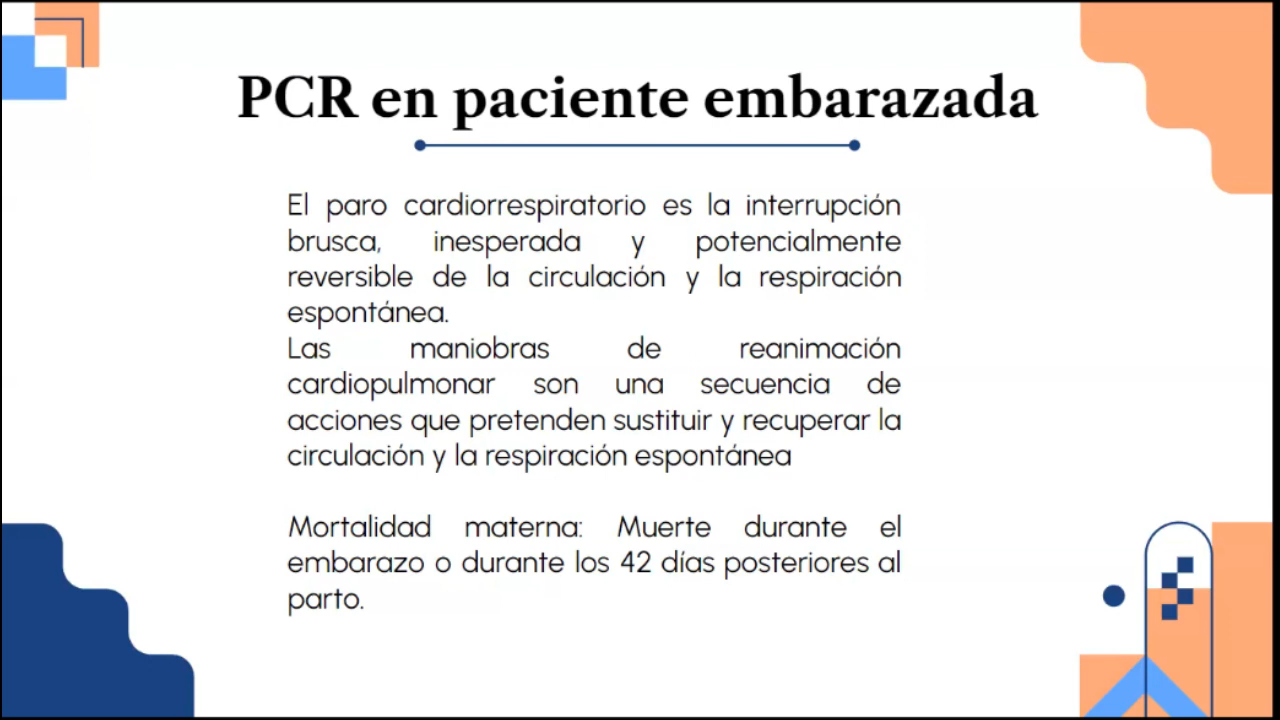 PCR en paciente embarazada
El paro cardiorrespiratorio es la interrupción
brusca, inesperada y potencialmente
reversible de la circulación y la respiración
espontánea.
Las maniobras de reanimación
cardiopulmonar son una secuencia de
acciones que pretenden sustituir y recuperar la
circulación y la respiración espontánea
Mortalidad materna: Muerte durante el
embarazo o durante los 42 días posteriores al
parto.